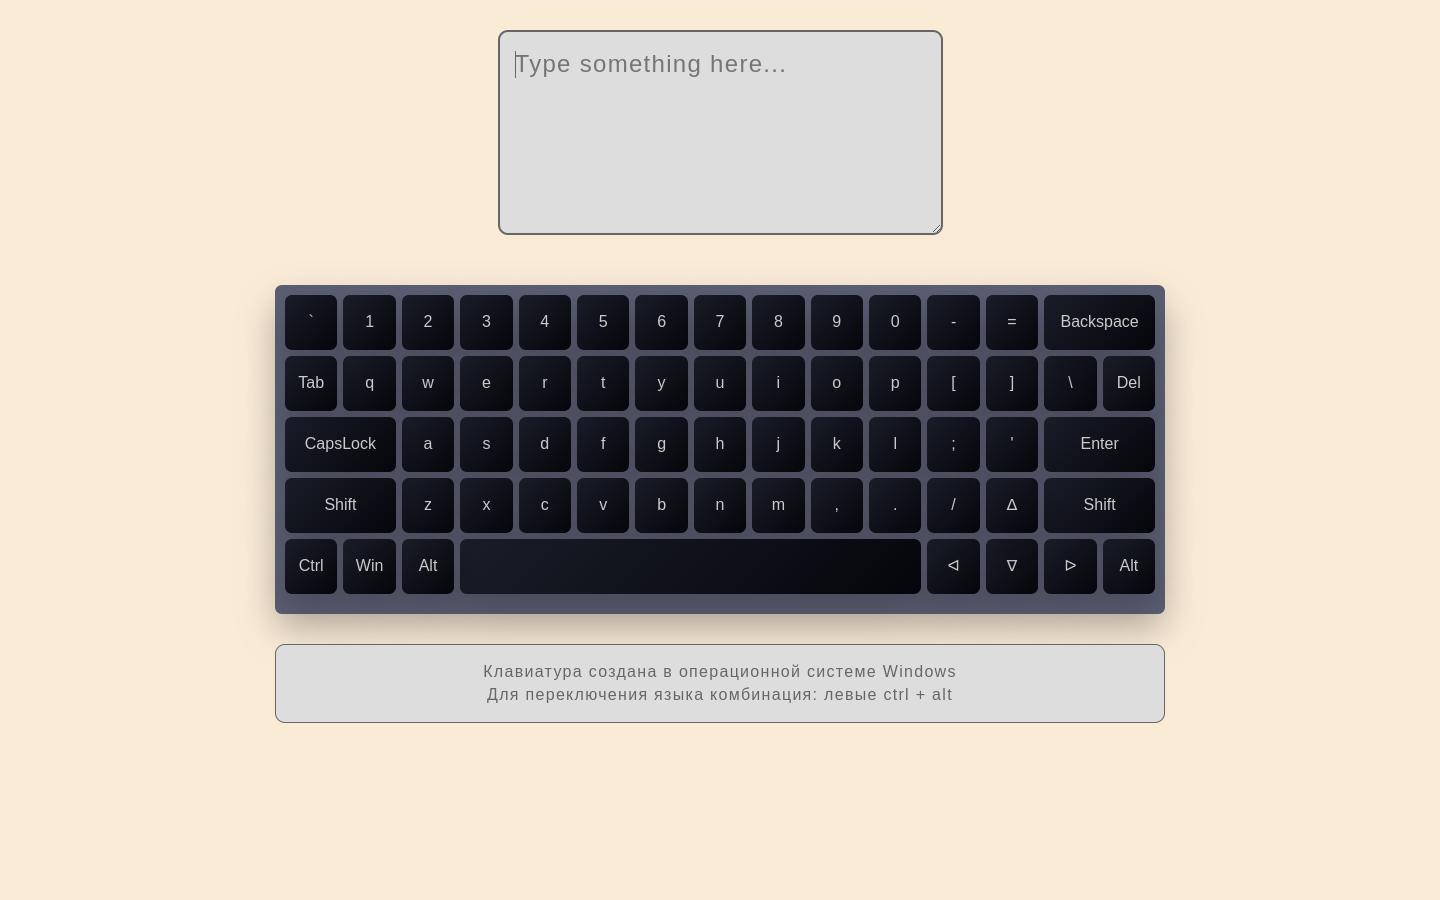 Type something here...
` 1 2 3 4 5 6 7 8 9 0 - = Backspace
Tab q w e r t y u i o p [ ] \ Del
CapsLock a s d f g h j k l ; ' Enter
Shift z x c v b n m , . / ᐃ Shift
Ctrl Win Alt ᐊ ᐁ ᐅ Alt
Клавиатура создана в операционной системе Windows
Для переключения языка комбинация: левые ctrl + alt